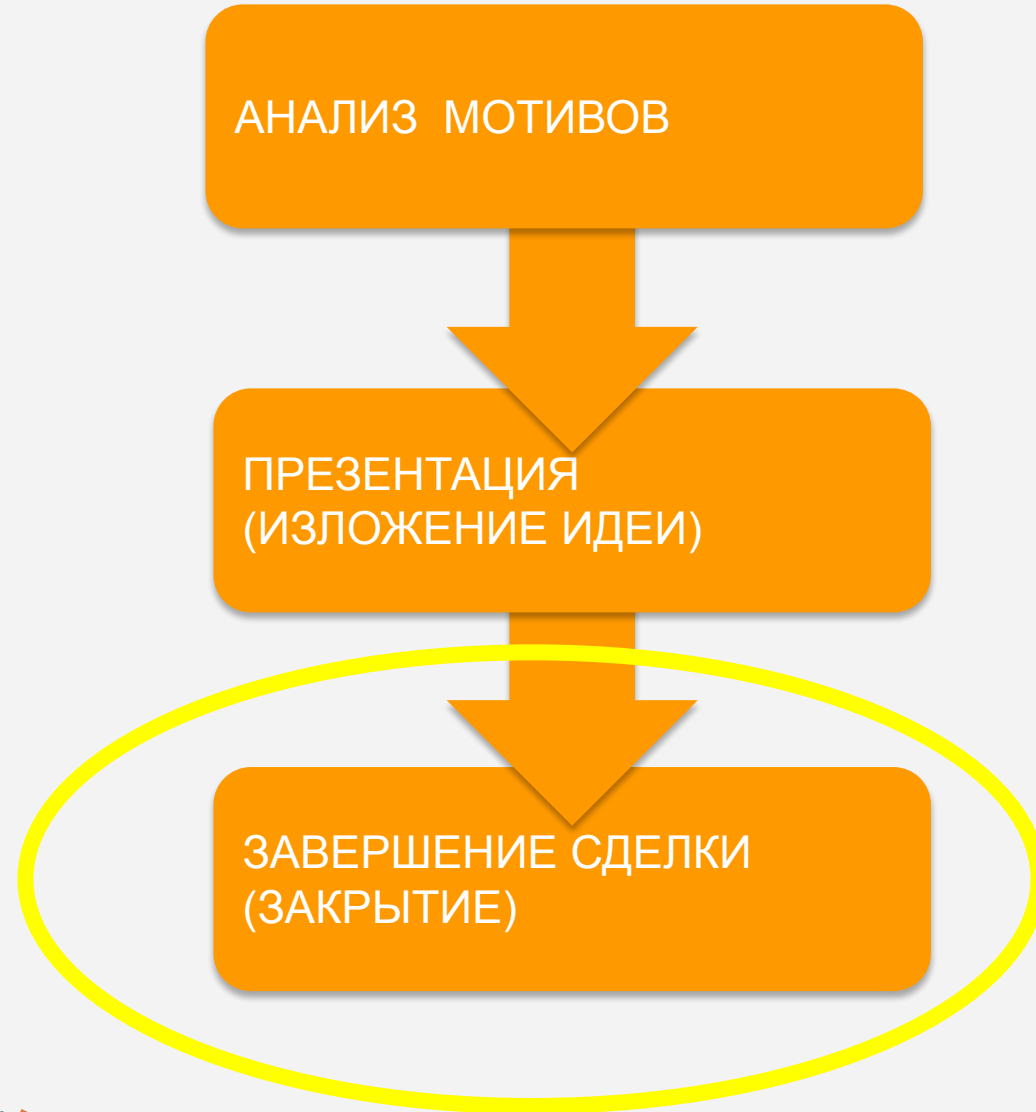 АНАЛИЗ МОТИВОВ
ПРЕЗЕНТАЦИЯ
(ИЗЛОЖЕНИЕ ИДЕИ)
ЗАВЕРШЕНИЕ СДЕЛКИ
(ЗАКРЫТИЕ)